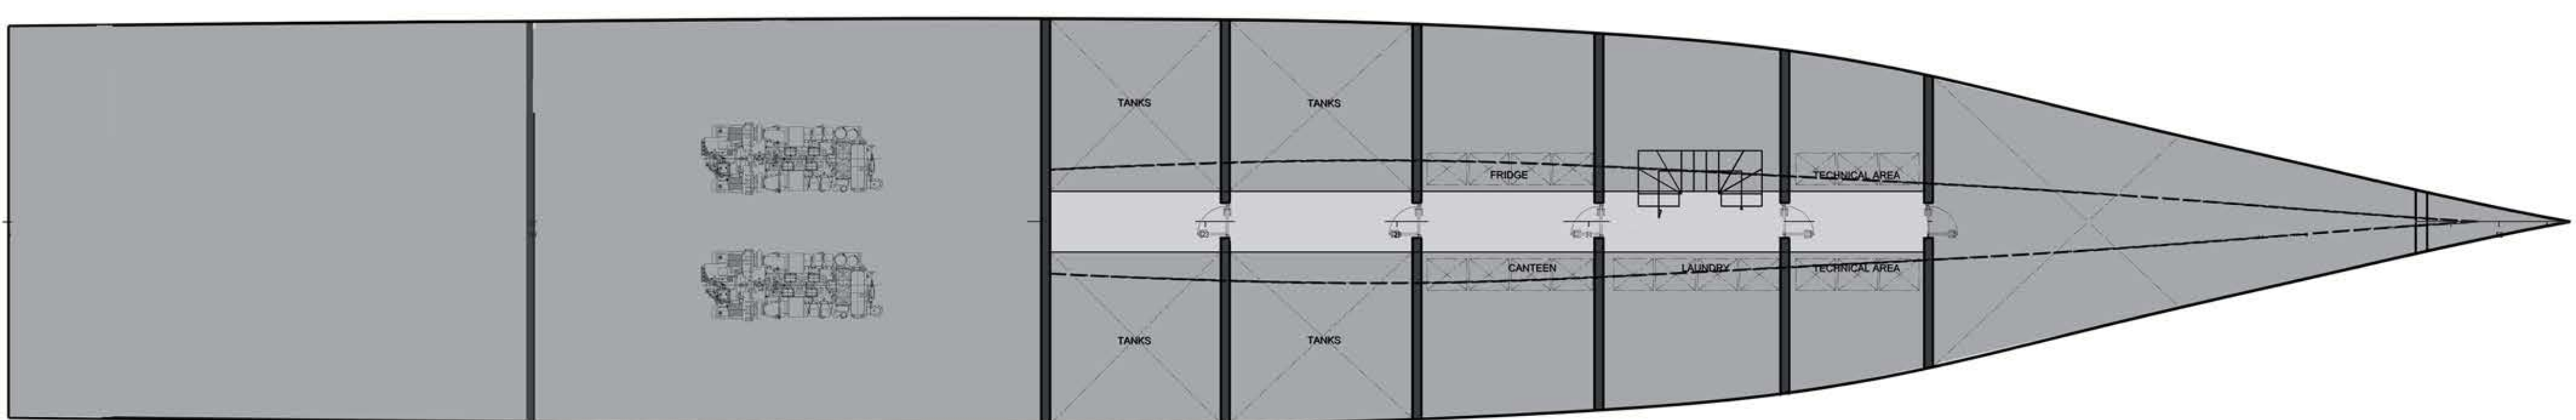 TANKS
TANKS
FRIDGE
TECHNICAL AREA
CANTEEN
LAUNDRY
TECHNICAL AREA
TANKS
TANKS